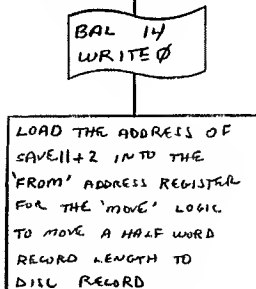 BAL 14
WRITEØ
LOAD THE ADDRESS OF
SAVE11+2 INTO THE
'FROM' ADDRESS REGISTER
FOR THE 'MOVE' LOGIC
TO MOVE A HALF WORD
RECORD LENGTH TO
DISC RECORD